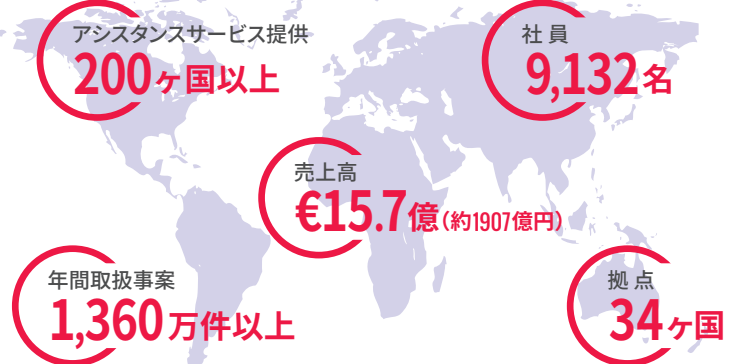 アシスタンスサービス提供
200ヶ国以上
社員
9,132名
売上高
€15.7億(約1907億円)
年間取扱事案
1,360万件以上
拠点
34ヶ国